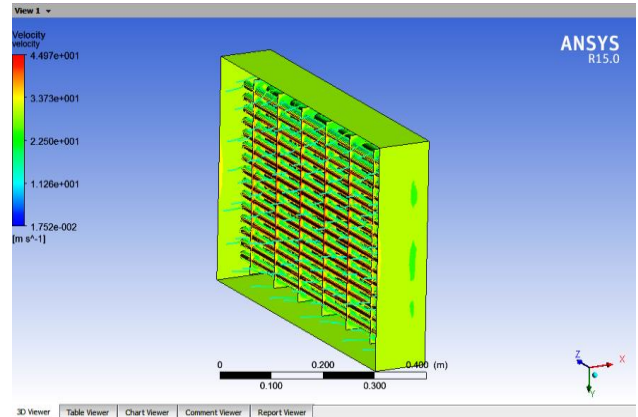 View 1
Velocity
velocity
4.497e+001
3.373e+001
2.250e+001
1.126e+001
1.752e-002
[m s^-1]
ANSYS
R15.0
0 0.200 0.400 (m)
0.100 0.300
Z X
Y
3D Viewer Table Viewer Chart Viewer Comment Viewer Report Viewer